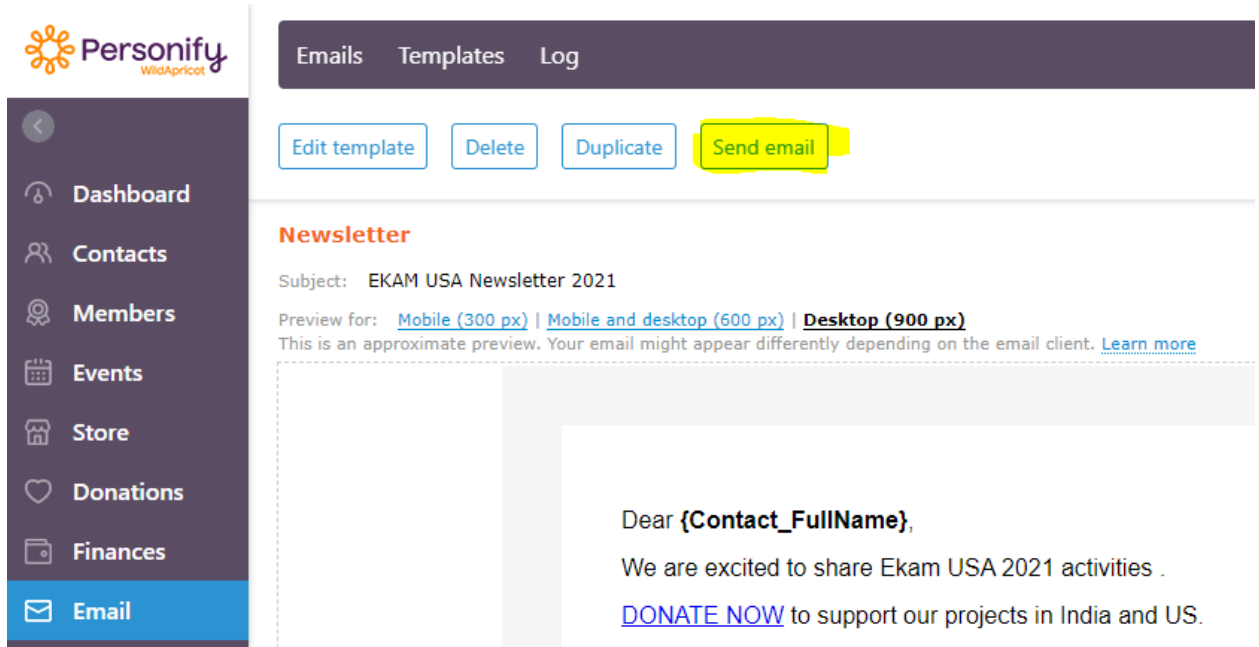 Personify
WildApricot
Emails Templates Log
Edit template Delete Duplicate Send email
Dashboard
Contacts
Members
Events
Store
Donations
Finances
Email
Newsletter
Subject: EKAM USA Newsletter 2021
Preview for: Mobile (300 px) | Mobile and desktop (600 px) | Desktop (900 px)
This is an approximate preview. Your email might appear differently depending on the email client. Learn more
Dear {Contact_FullName},
We are excited to share Ekam USA 2021 activities .
DONATE NOW to support our projects in India and US.